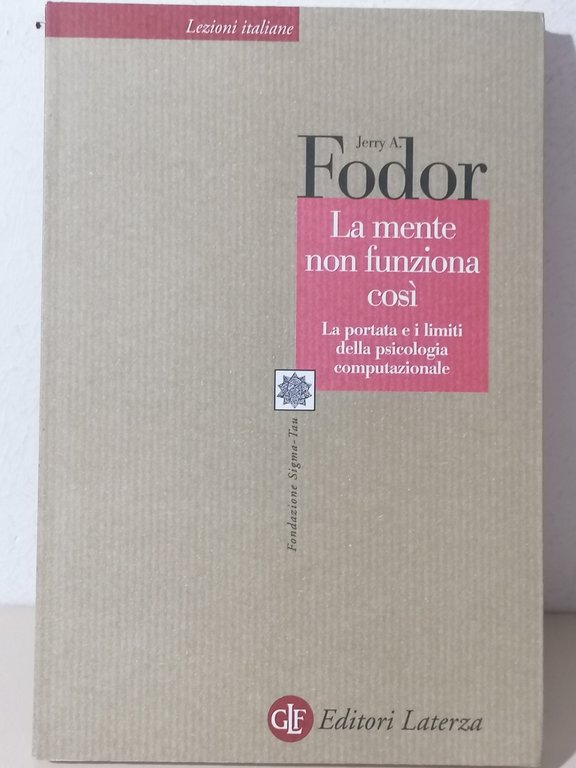 Lezioni italiane
Jerry A.
Fodor
La mente
non funziona
così
La portata e i limiti
della psicologia
computazionale
Fondazione Sigma-Tau
GLF Editori Laterza